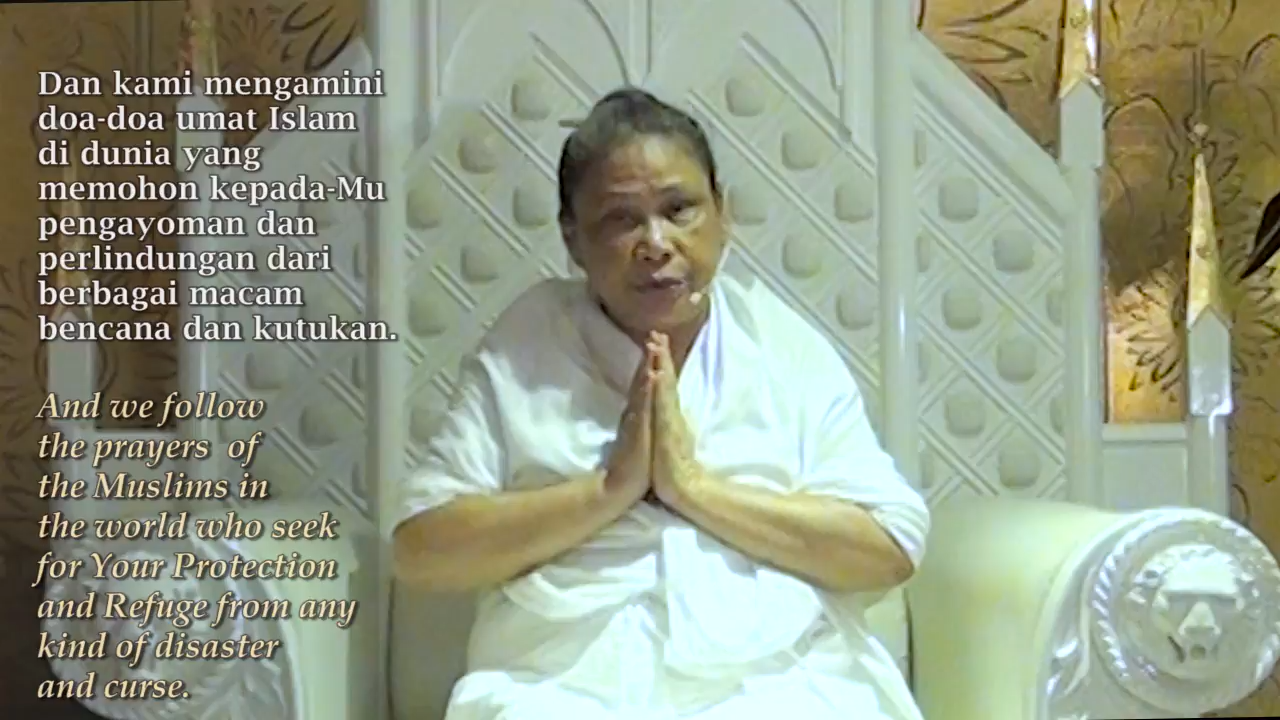 Dan kami mengamini
doa-doa umat Islam
di dunia yang
memohon kepada-Mu
pengayoman dan
perlindungan dari
berbagai macam
bencana dan kutukan.
And we follow
the prayers of
the Muslims in
the world who seek
for Your Protection
and Refuge from any
kind of disaster
and curse.